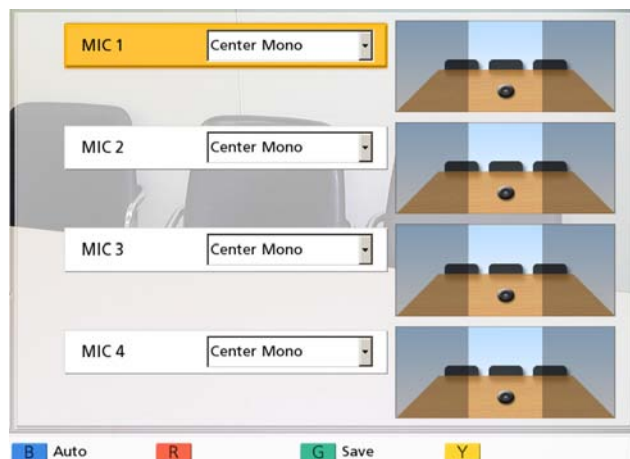 MIC 1 Center Mono
MIC 2 Center Mono
MIC 3 Center Mono
MIC 4 Center Mono
B Auto R G Save Y